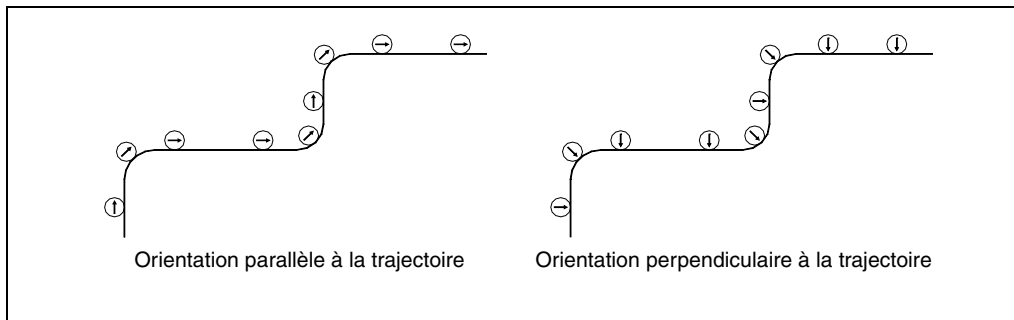 Orientation parallèle à la trajectoire
Orientation perpendiculaire à la trajectoire